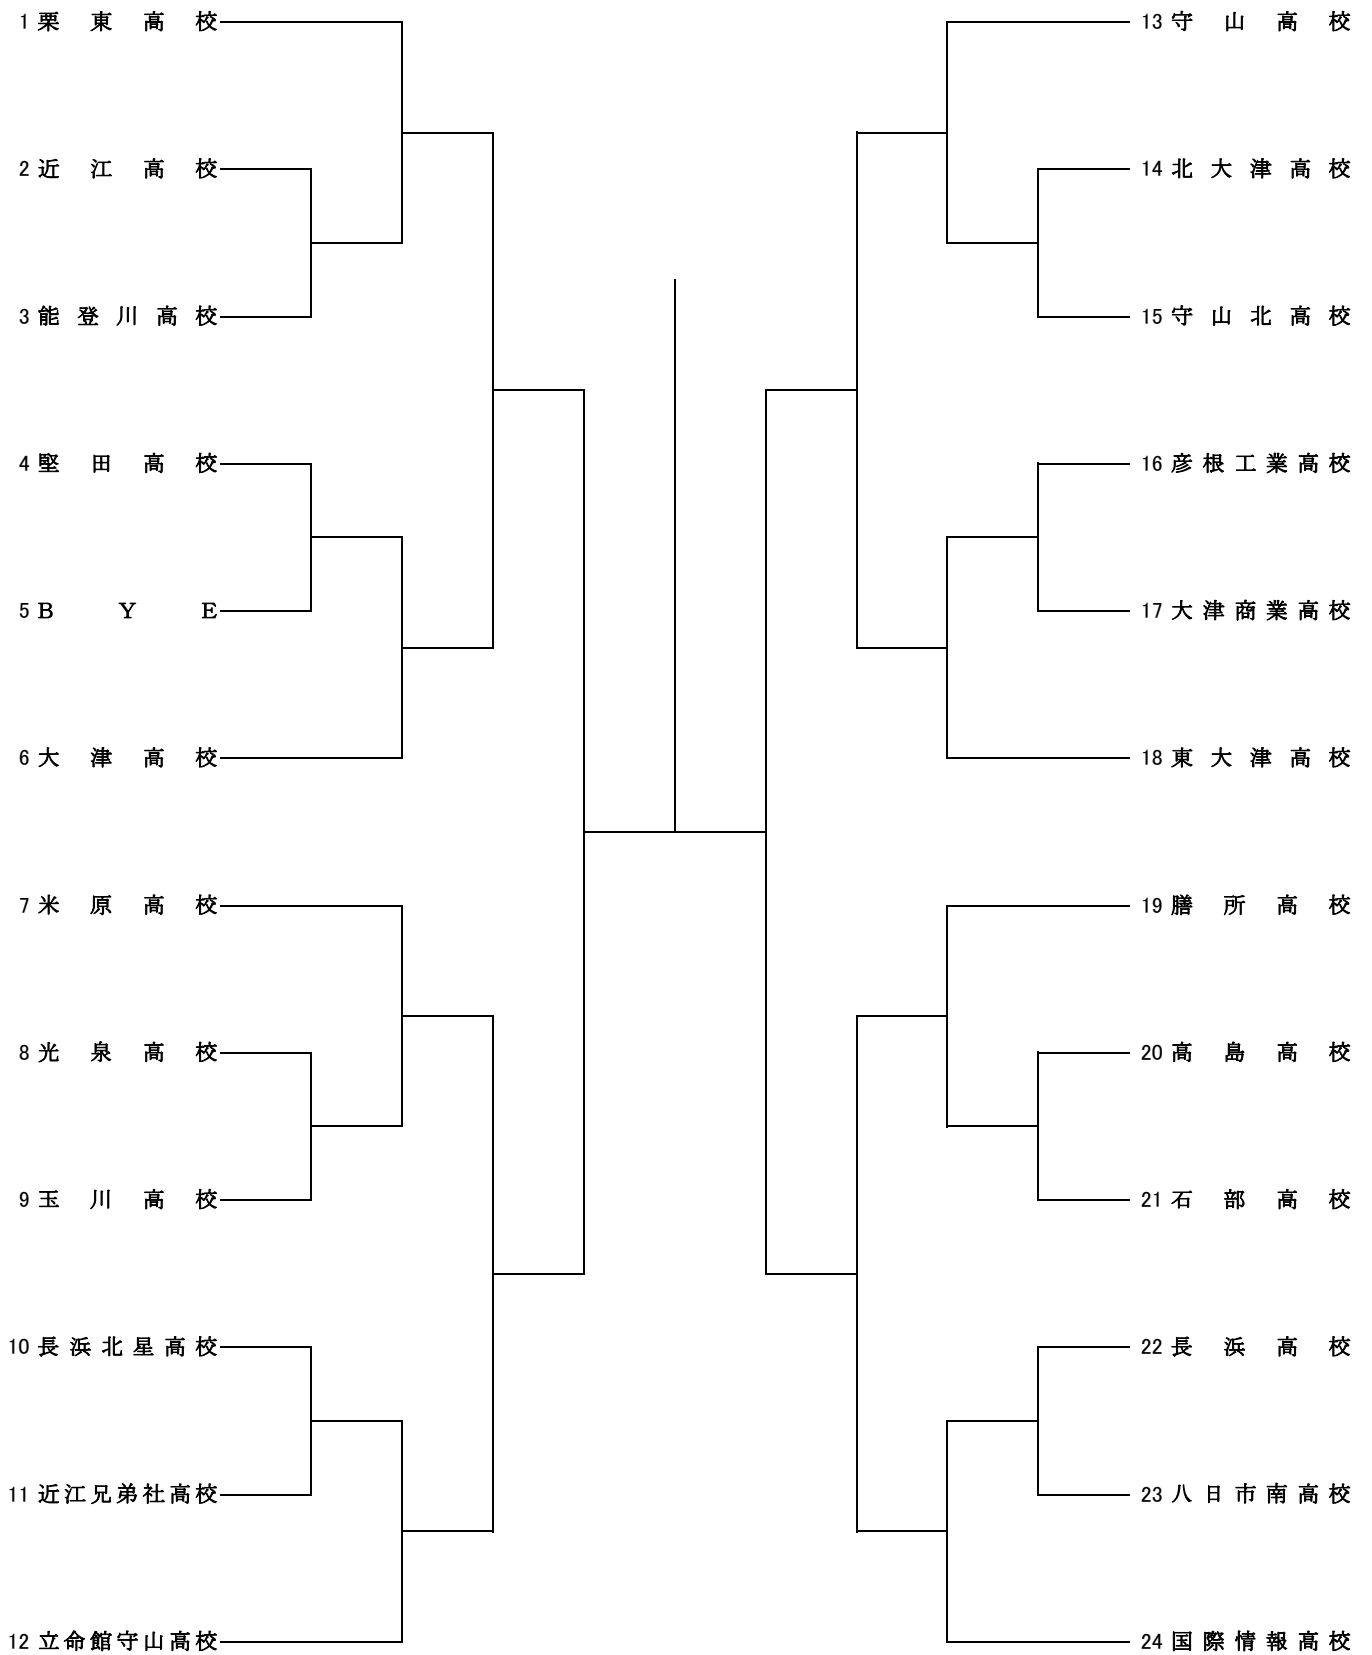 1 栗東高校
2 近江高校
3 能登川高校
4 堅田高校
5 BYE
6 大津高校
7 米原高校
8 光泉高校
9 玉川高校
10 長浜北星高校
11 近江兄弟社高校
12 立命館守山高校
13 守山高校
14 北大津高校
15 守山北高校
16 彦根工業高校
17 大津商業高校
18 東大津高校
19 膳所高校
20 高島高校
21 石部高校
22 長浜高校
23 八日市南高校
24 国際情報高校